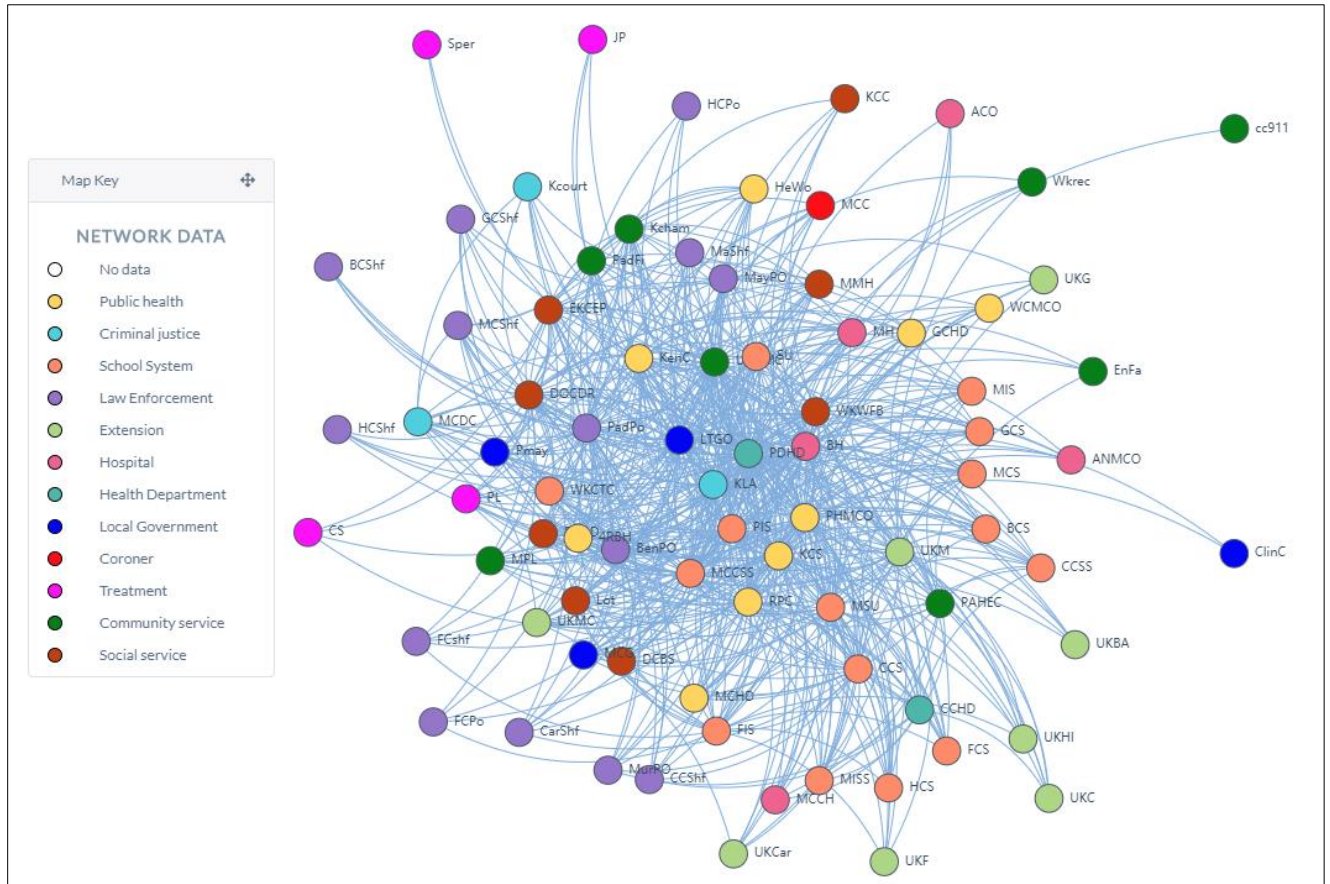 Sper
JP
HCPo
KCC
ACO
cc911
Map Key
Kcourt
HeWo
Wkrec
MCC
GCShf
Kcham
NETWORK DATA
No data
Public health
Criminal justice
School System
Law Enforcement
Extension
Hospital
Health Department
Local Government
Coroner
Treatment
Community service
Social service
BCShf
PadFi
MaShf
MayPO
MMH
UKG
EKCEP
WCMCO
MCShf
MH
GCHD
KenC
SU
EnFa
DOCDR
MIS
WKWFB
MCDC
HCShf
PadPo
GCS
LTGO
BH
Pmay
PDHD
ANMCO
MCS
KLA
WKCTC
PL
PHMCO
CS
PIS
BCS
4RBH
BenPO
KCS
UKM
ClinC
MPL
MCCSS
CCSS
Lot
RPC
MSU
PAHEC
UKMC
FCshf
UKBA
MCG
DCBS
CCS
MCHD
CCHD
FCPo
CarShf
FIS
UKHI
FCS
MurPO
CCShf
MISS
HCS
MCCH
UKC
UKCar
UKF